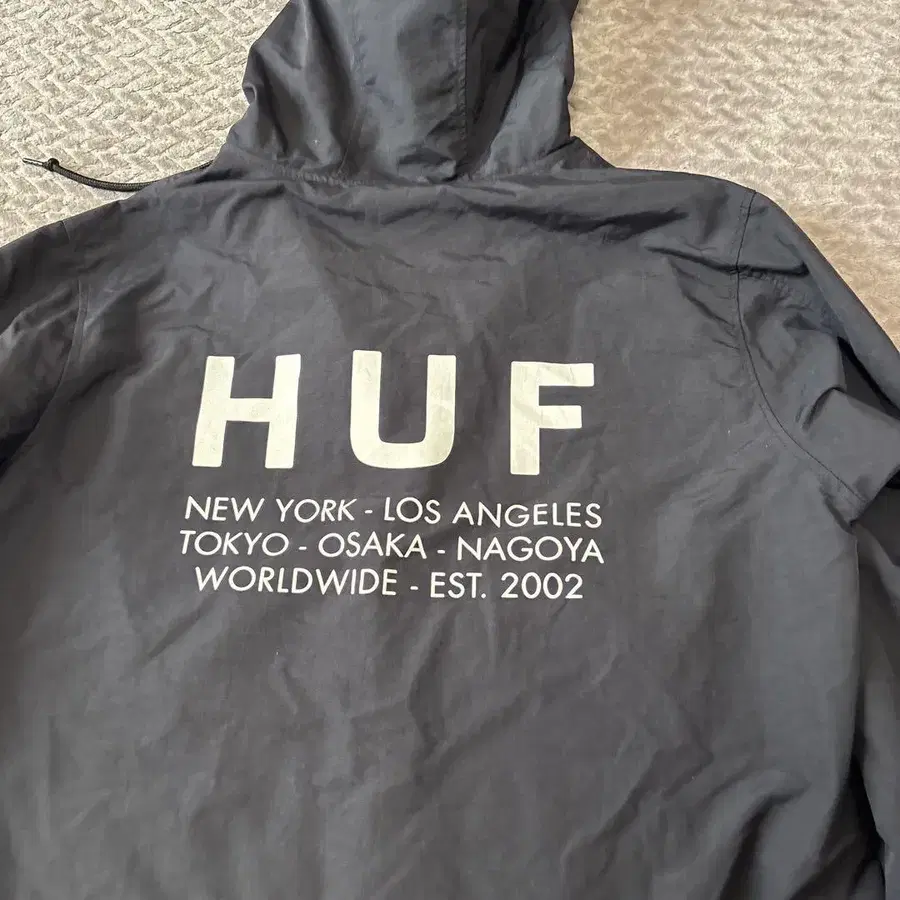 HUF
NEW YORK - LOS ANGELES
TOKYO - OSAKA - NAGOYA
WORLDWIDE - EST. 2002